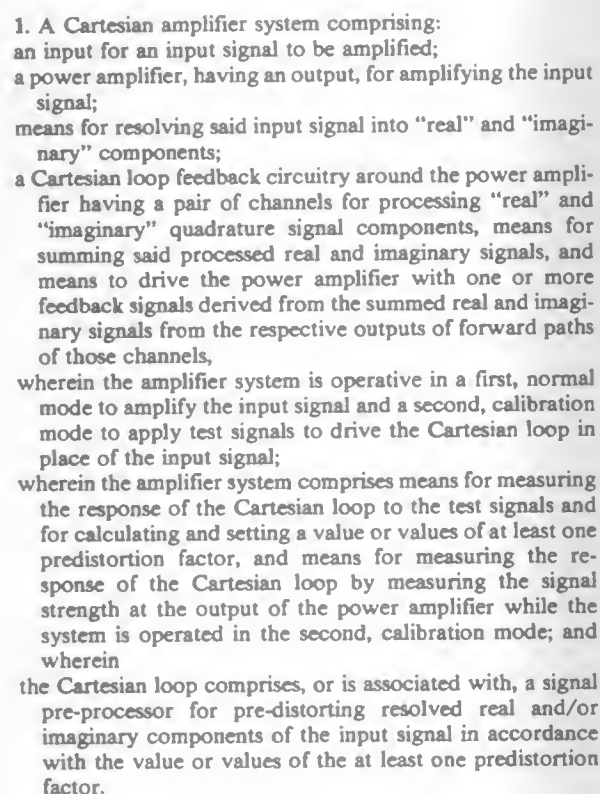 1. A Cartesian amplifier system comprising:
an input for an input signal to be amplified;
a power amplifier, having an output, for amplifying the input
signal;
means for resolving said input signal into “real” and “imagi-
nary” components;
a Cartesian loop feedback circuitry around the power ampli-
fier having a pair of channels for processing “real” and
“imaginary” quadrature signal components, means for
summing said processed real and imaginary signals, and
means to drive the power amplifier with one or more
feedback signals derived from the summed real and imagi-
nary signals from the respective outputs of forward paths
of those channels,
wherein the amplifier system is operative in a first, normal
mode to amplify the input signal and a second, calibration
mode to apply test signals to drive the Cartesian loop in
place of the input signal;
wherein the amplifier system comprises means for measuring
the response of the Cartesian loop to the test signals and
for calculating and setting a value or values of at least one
predistortion factor, and means for measuring the re-
sponse of the Cartesian loop by measuring the signal
strength at the output of the power amplifier while the
system is operated in the second, calibration mode; and
wherein
the Cartesian loop comprises, or is associated with, a signal
pre-processor for pre-distorting resolved real and/or
imaginary components of the input signal in accordance
with the value or values of the at least one predistortion
factor.